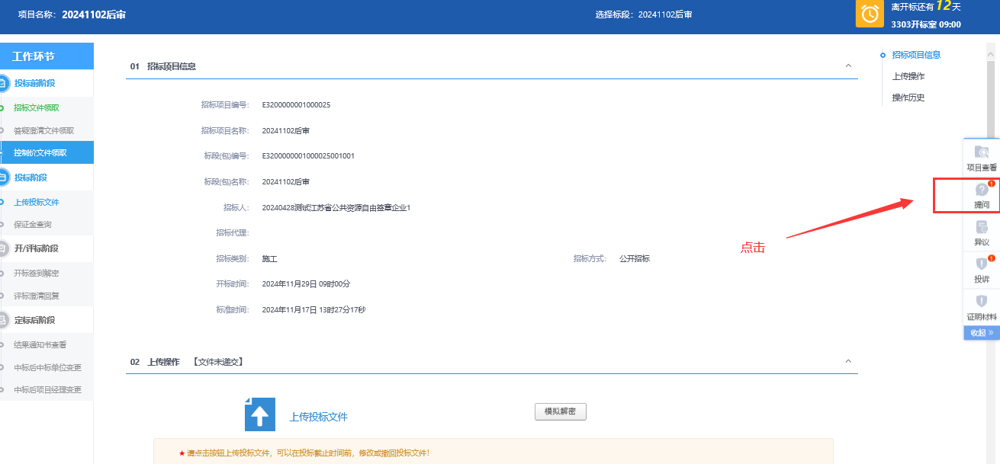 项目名称: 20241102后审
选择标段: 20241102后审
离开标还有12天
3303开标室 09:00
工作环节
投标前阶段
招标文件领取
答疑澄清文件领取
控制价文件领取
投标阶段
上传投标文件
保证金查询
开/评标阶段
开标签到解密
评标澄清回复
定标后阶段
结果通知书查看
中标后中标单位变更
中标后项目经理变更
01 招标项目信息
招标项目编号: E3200000001000025
招标项目名称: 20241102后审
标段(包)编号: E3200000001000025001001
标段(包)名称: 20241102后审
招标人: 20240428测试江苏省公共资源自由签章企业1
招标代理:
招标类别: 施工
招标方式: 公开招标
开标时间: 2024年11月29日 09时00分
标准时间: 2024年11月17日 13时27分17秒
02 上传操作 【文件未递交】
上传投标文件
模拟解密
★ 请点击按钮上传投标文件，可以在投标截止时间前，修改或撤回投标文件！
点击
招标项目信息
上传操作
操作历史
项目查看
1
提问
异议
1
投诉
证明材料
收起 »